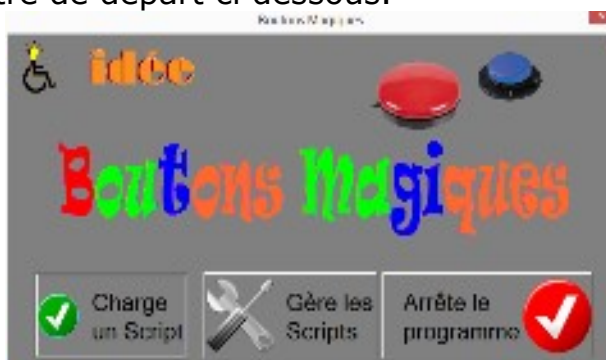 tre de départ ci-dessous.
Boutons Magiques
idée
Boutons Magiques
Charge
un Script
Gère les
Scripts
Arrête le
programme